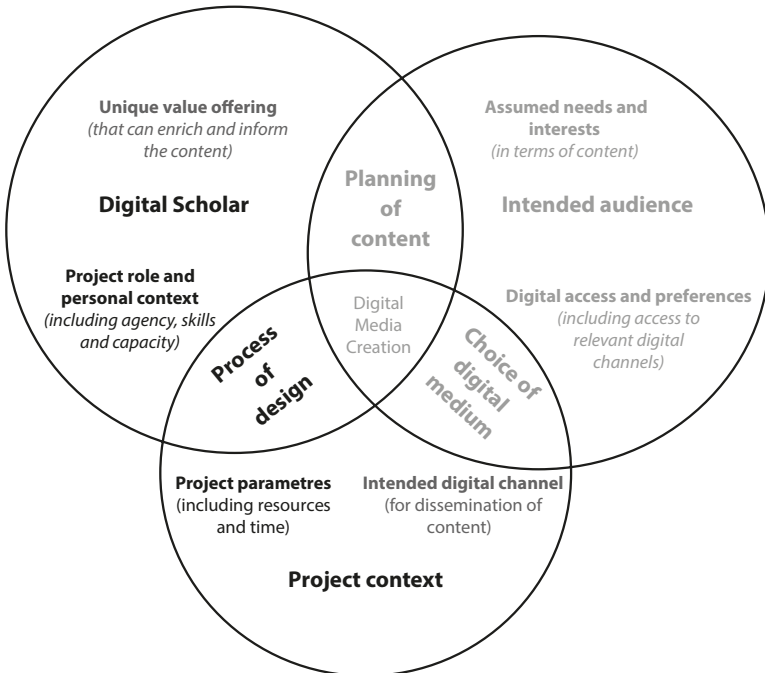 Unique value offering
(that can enrich and inform
the content)
Digital Scholar
Project role and
personal context
(including agency, skills
and capacity)
Planning
of
content
Assumed needs and
interests
(in terms of content)
Intended audience
Digital access and preferences
(including access to
relevant digital
channels)
Process
of
design
Digital
Media
Creation
Choice of
digital
medium
Project parametres
(including resources
and time)
Intended digital channel
(for dissemination of
content)
Project context